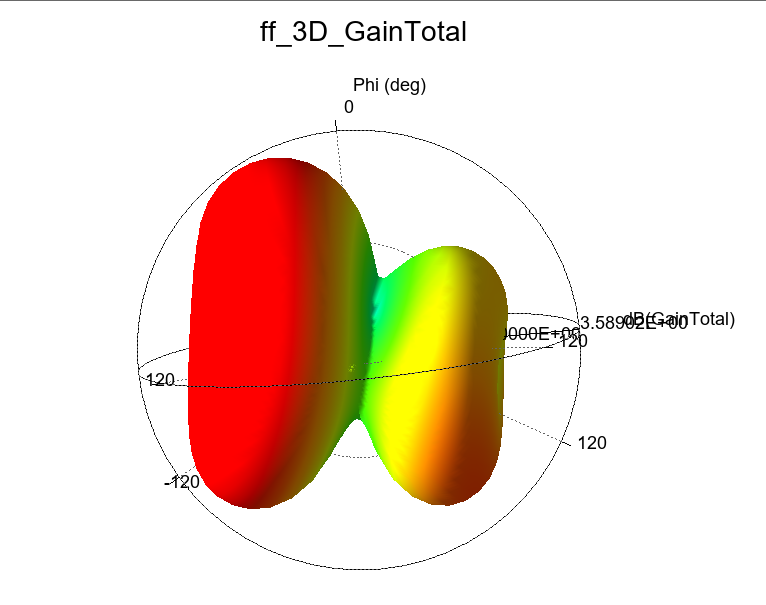 ff_3D_GainTotal
Phi (deg)
0
dB(GainTotal)
3.58902E+00
120
120
120
-120